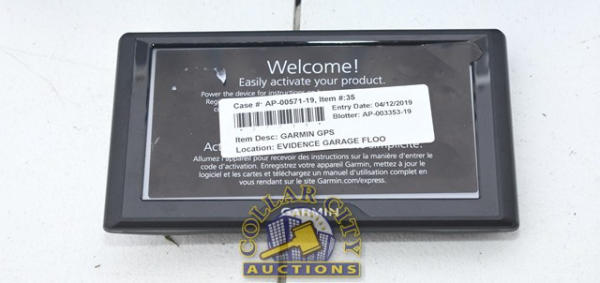 Welcome!
Easily activate your product.
Power the device for instructions on
Case #: AP-00571-19, Item #:35
Entry Date: 04/12/2019
Blotter: AP-003353-19
Item Desc: GARMIN GPS
Location: EVIDENCE GARAGE FLOO
Allumez l'appareil pour recevoir des instructions sur la manière d'entrer le
code d'activation. Enregistrez votre appareil Garmin, mettez à jour le
logiciel et les cartes et téléchargez un manuel d'utilisation complet en
vous rendant sur le site Garmin.com/express.
GARMIN
COLLAR CITY
AUCTIONS